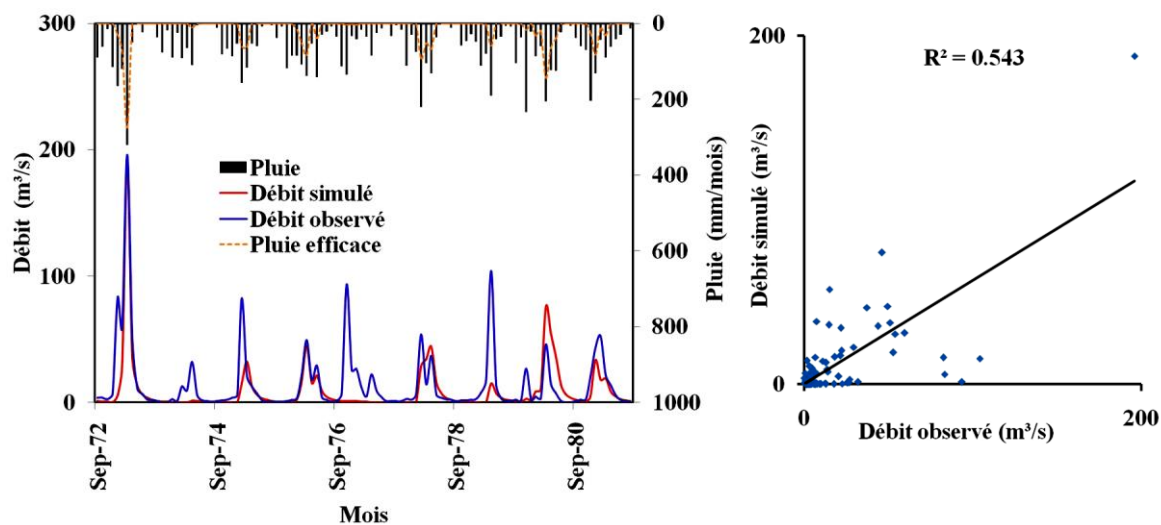 300
200
100
0
Débit (m³/s)
0
200
400
600
800
1000
Pluie (mm/mois)
Pluie
Débit simulé
Débit observé
Pluie efficace
Sep-72
Sep-74
Sep-76
Sep-78
Sep-80
Mois
200
0
Débit simulé (m³/s)
R² = 0.543
0
200
Débit observé (m³/s)